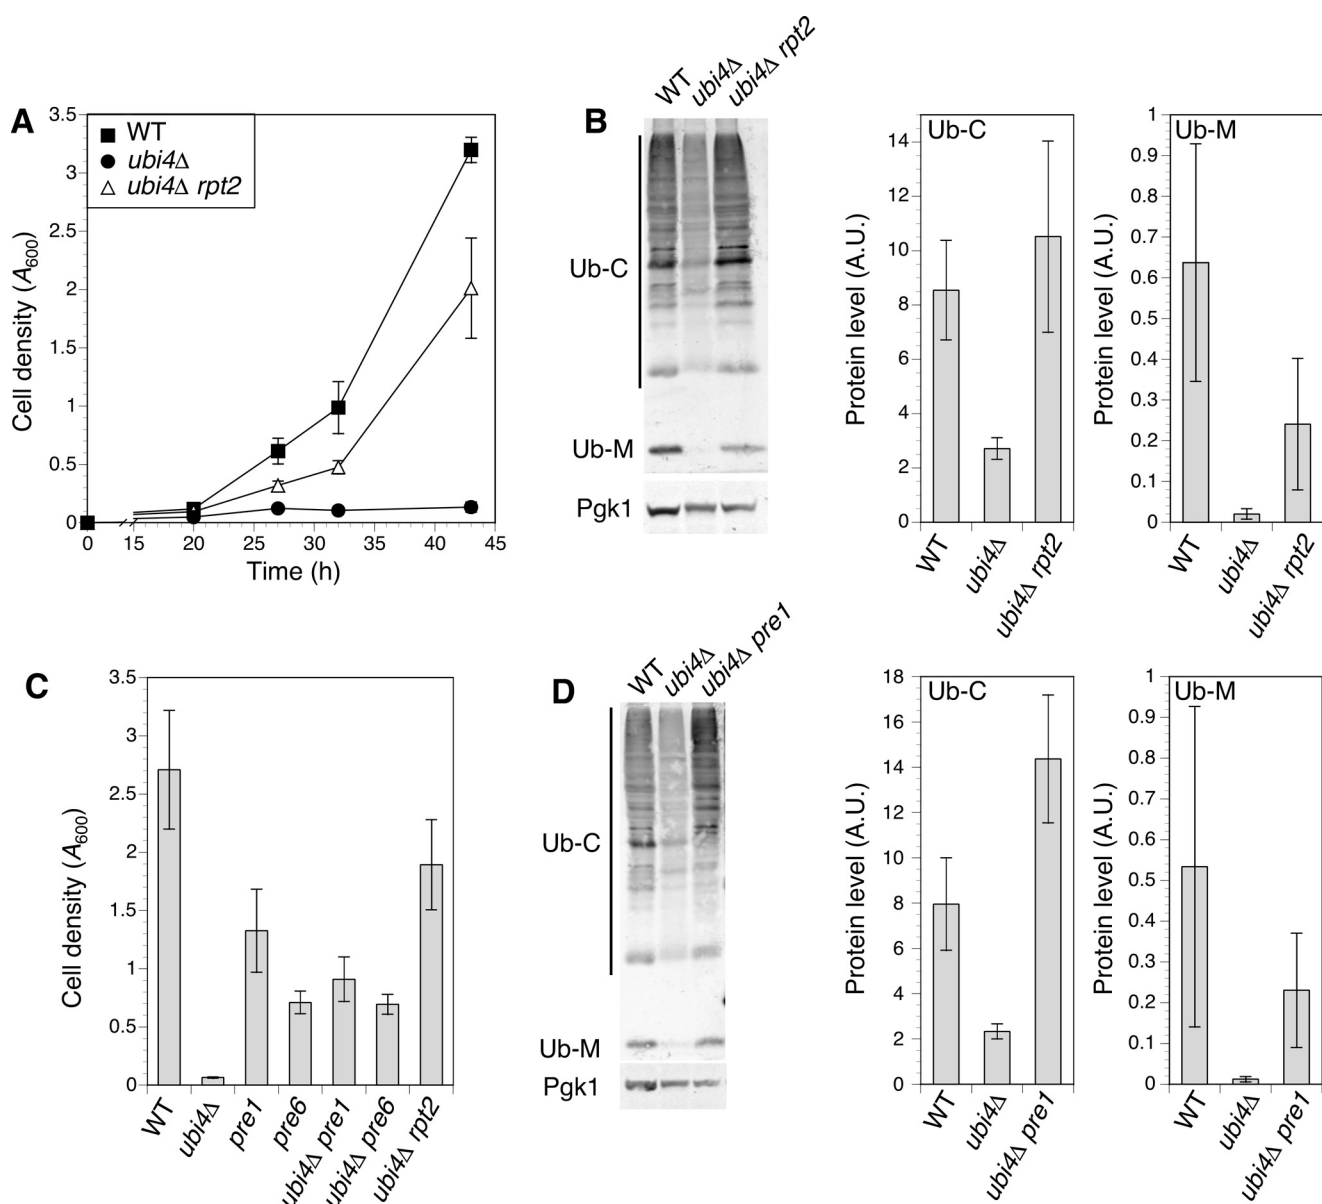 A
3.5
3
2.5
2
1.5
1
0.5
0
Cell density (A600)
WT
ubi4Δ
ubi4Δ rpt2
0 15 20 25 30 35 40 45
Time (h)
B
WT
ubi4Δ
ubi4Δ rpt2
Ub-C
Ub-M
Pgk1
Ub-C
14
12
10
8
6
4
2
0
Protein level (A.U.)
WT
ubi4Δ
ubi4Δ rpt2
Ub-M
1
0.9
0.8
0.7
0.6
0.5
0.4
0.3
0.2
0.1
0
Protein level (A.U.)
WT
ubi4Δ
ubi4Δ rpt2
C
3.5
3
2.5
2
1.5
1
0.5
0
Cell density (A600)
WT
ubi4Δ
pre1
pre6
ubi4Δ pre1
ubi4Δ pre6
ubi4Δ rpt2
D
WT
ubi4Δ
ubi4Δ pre1
Ub-C
Ub-M
Pgk1
Ub-C
18
16
14
12
10
8
6
4
2
0
Protein level (A.U.)
WT
ubi4Δ
ubi4Δ pre1
Ub-M
1
0.9
0.8
0.7
0.6
0.5
0.4
0.3
0.2
0.1
0
Protein level (A.U.)
WT
ubi4Δ
ubi4Δ pre1